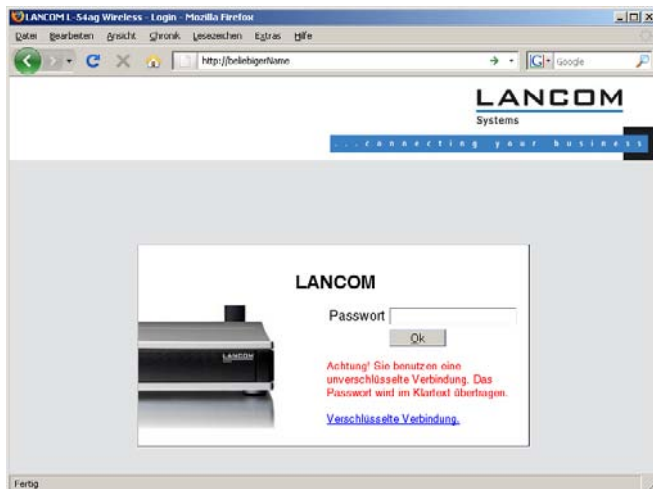 LANCOM L-54ag Wireless - Login - Mozilla Firefox
Datei Bearbeiten Ansicht Chronik Lesezeichen Extras Hilfe
http://beliebigerName
G Google
LANCOM
Systems
...connecting your business
LANCOM
Passwort
Ok
LANCOM
Achtung! Sie benutzen eine
unverschlüsselte Verbindung. Das
Passwort wird im Klartext übertragen.
Verschlüsselte Verbindung.
Fertig